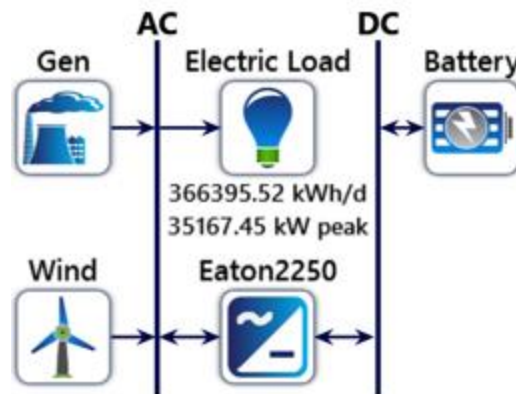 AC
DC
Gen
Electric Load
Battery
366395.52 kWh/d
35167.45 kW peak
Wind
Eaton2250